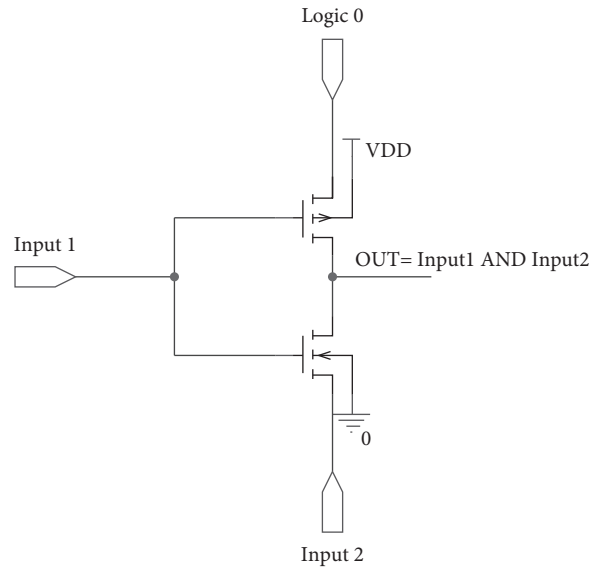 Logic 0
VDD
Input 1
OUT= Input1 AND Input2
0
Input 2